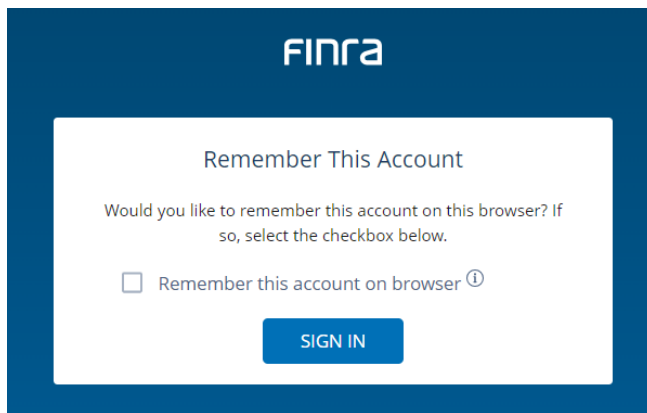 Finra
Remember This Account
Would you like to remember this account on this browser? If
so, select the checkbox below.
Remember this account on browser
SIGN IN